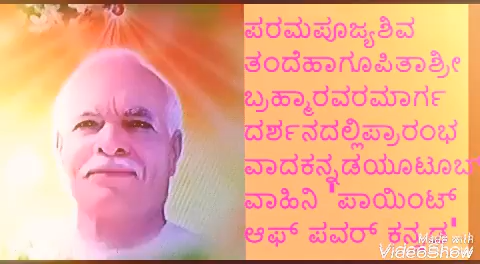 ಪರಮಪೂಜ್ಯಶಿವ
ತಂದೆಹಾಗೂಪಿತಾಶ್ರೀ
ಬ್ರಹ್ಮಾರವರಮಾರ್ಗ
ದರ್ಶನದಲ್ಲಿಪ್ರಾರಂಭ
ವಾದಕನ್ನಡಯೂಟೂಬ್
ವಾಹಿನಿ 'ಪಾಯಿಂಟ್
ಆಫ್ ಪವರ್ ಕನ್ನಡ'
Made with
VideoShow